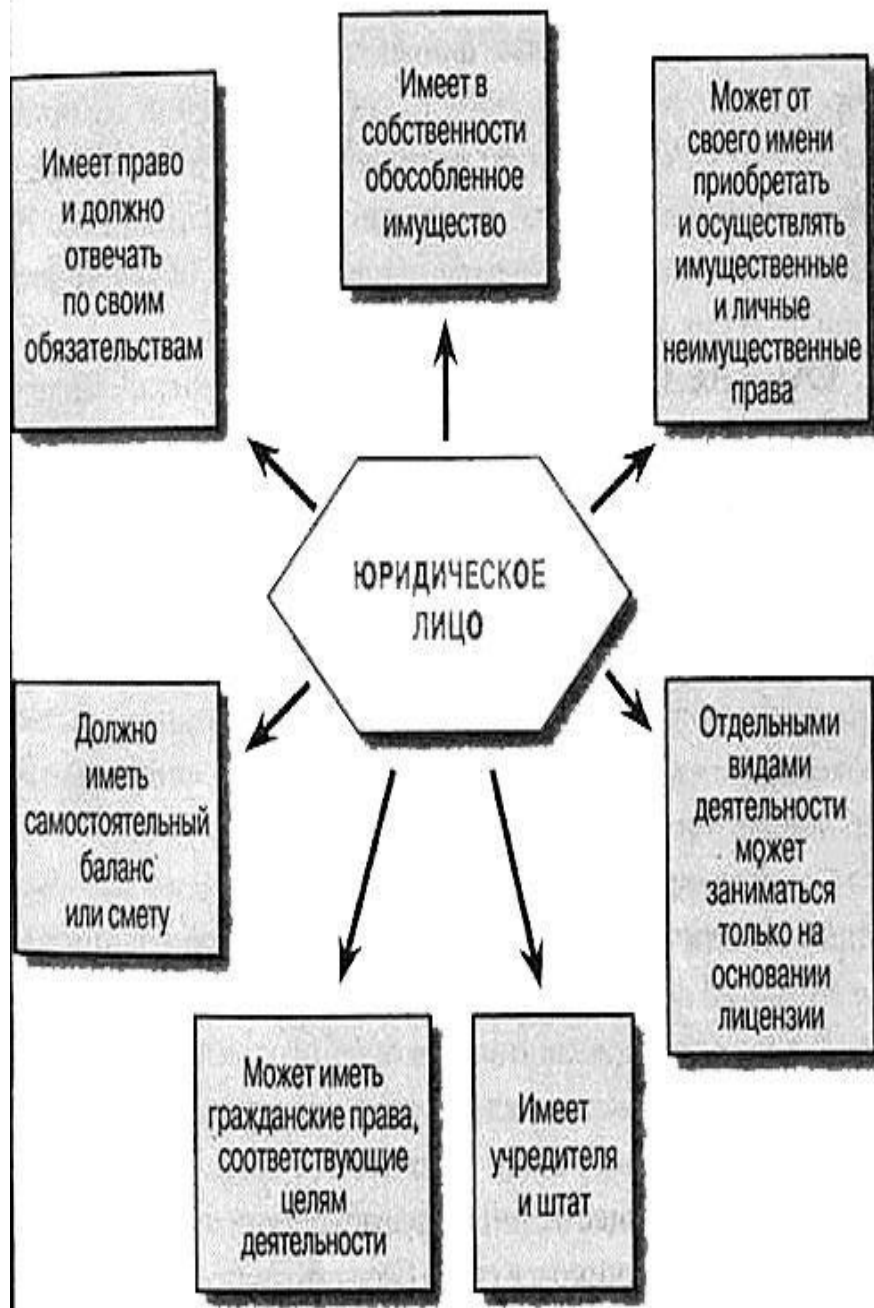 Имеет право
и должно
отвечать
по своим
обязательствам
Имеет в
собственности
обособленное
имущество
Может от
своего имени
приобретать
и осуществлять
имущественные
и личные
неимущественные
права
ЮРИДИЧЕСКОЕ
ЛИЦО
Должно
иметь
самостоятельный
баланс
или смету
Отдельными
видами
деятельности
может
заниматься
только на
основании
лицензии
Может иметь
гражданские права,
соответствующие
целям
деятельности
Имеет
учредителя
и штат